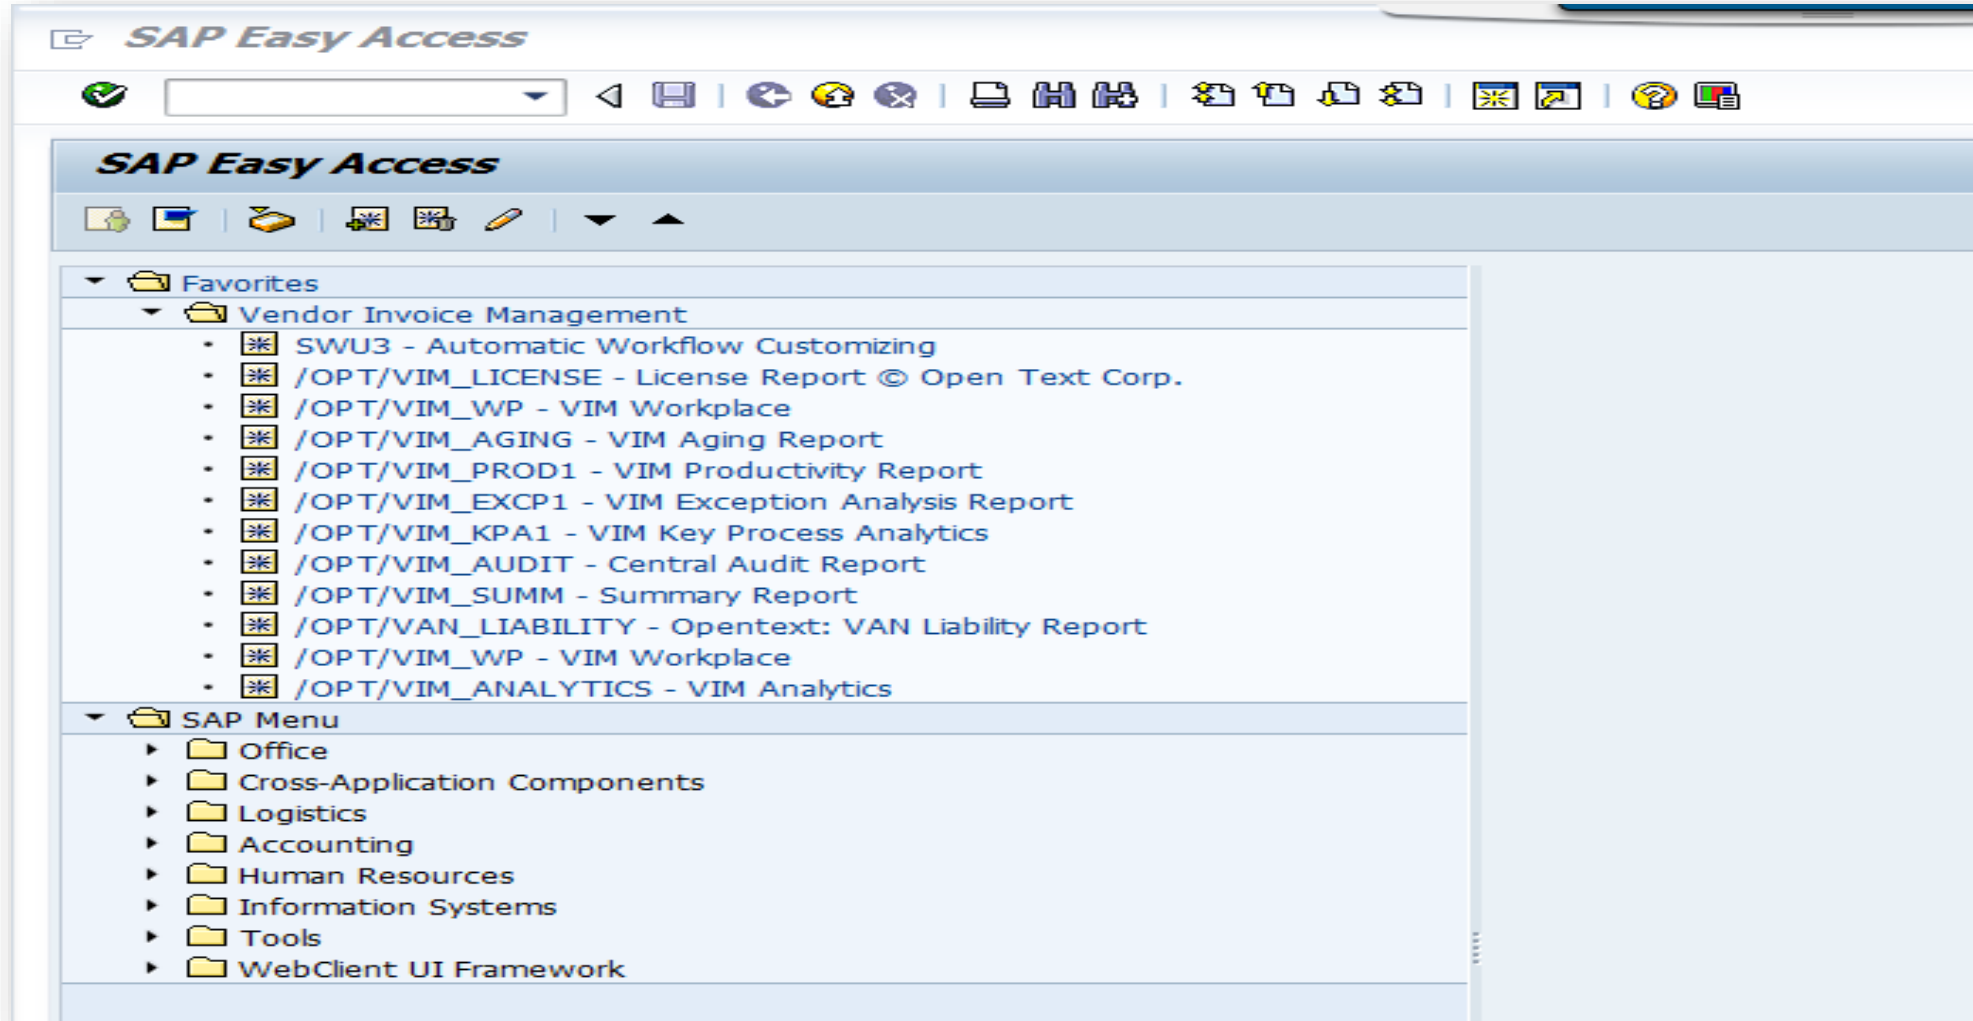 SAP Easy Access
SAP Easy Access
Favorites
Vendor Invoice Management
SWU3 - Automatic Workflow Customizing
/OPT/VIM_LICENSE - License Report © Open Text Corp.
/OPT/VIM_WP - VIM Workplace
/OPT/VIM_AGING - VIM Aging Report
/OPT/VIM_PROD1 - VIM Productivity Report
/OPT/VIM_EXCP1 - VIM Exception Analysis Report
/OPT/VIM_KPA1 - VIM Key Process Analytics
/OPT/VIM_AUDIT - Central Audit Report
/OPT/VIM_SUMM - Summary Report
/OPT/VAN_LIABILITY - Opentext: VAN Liability Report
/OPT/VIM_WP - VIM Workplace
/OPT/VIM_ANALYTICS - VIM Analytics
SAP Menu
Office
Cross-Application Components
Logistics
Accounting
Human Resources
Information Systems
Tools
WebClient UI Framework